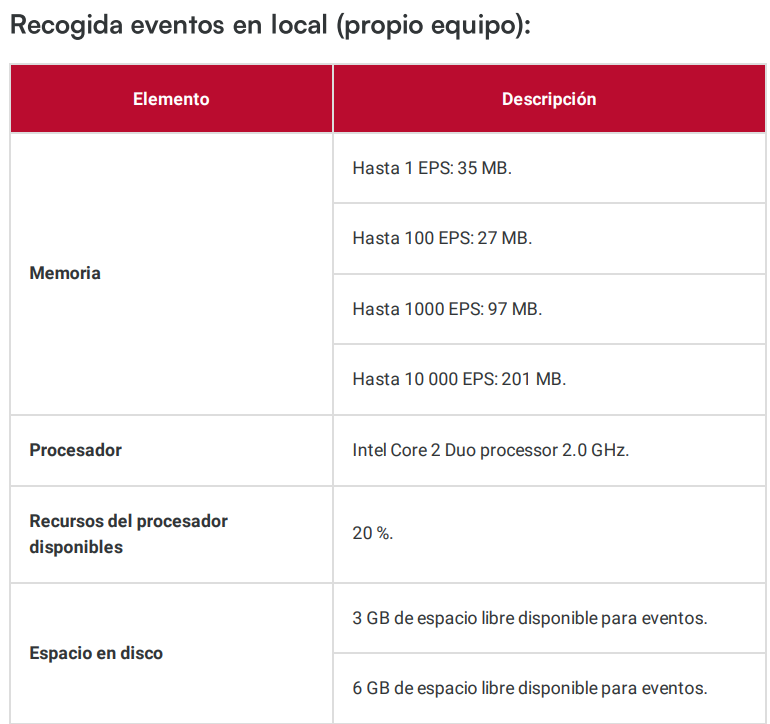 Recogida eventos en local (propio equipo):
Elemento
Descripción
Memoria
Hasta 1 EPS: 35 MB.
Hasta 100 EPS: 27 MB.
Hasta 1000 EPS: 97 MB.
Hasta 10 000 EPS: 201 MB.
Procesador
Intel Core 2 Duo processor 2.0 GHz.
Recursos del procesador
disponibles
20 %.
Espacio en disco
3 GB de espacio libre disponible para eventos.
6 GB de espacio libre disponible para eventos.